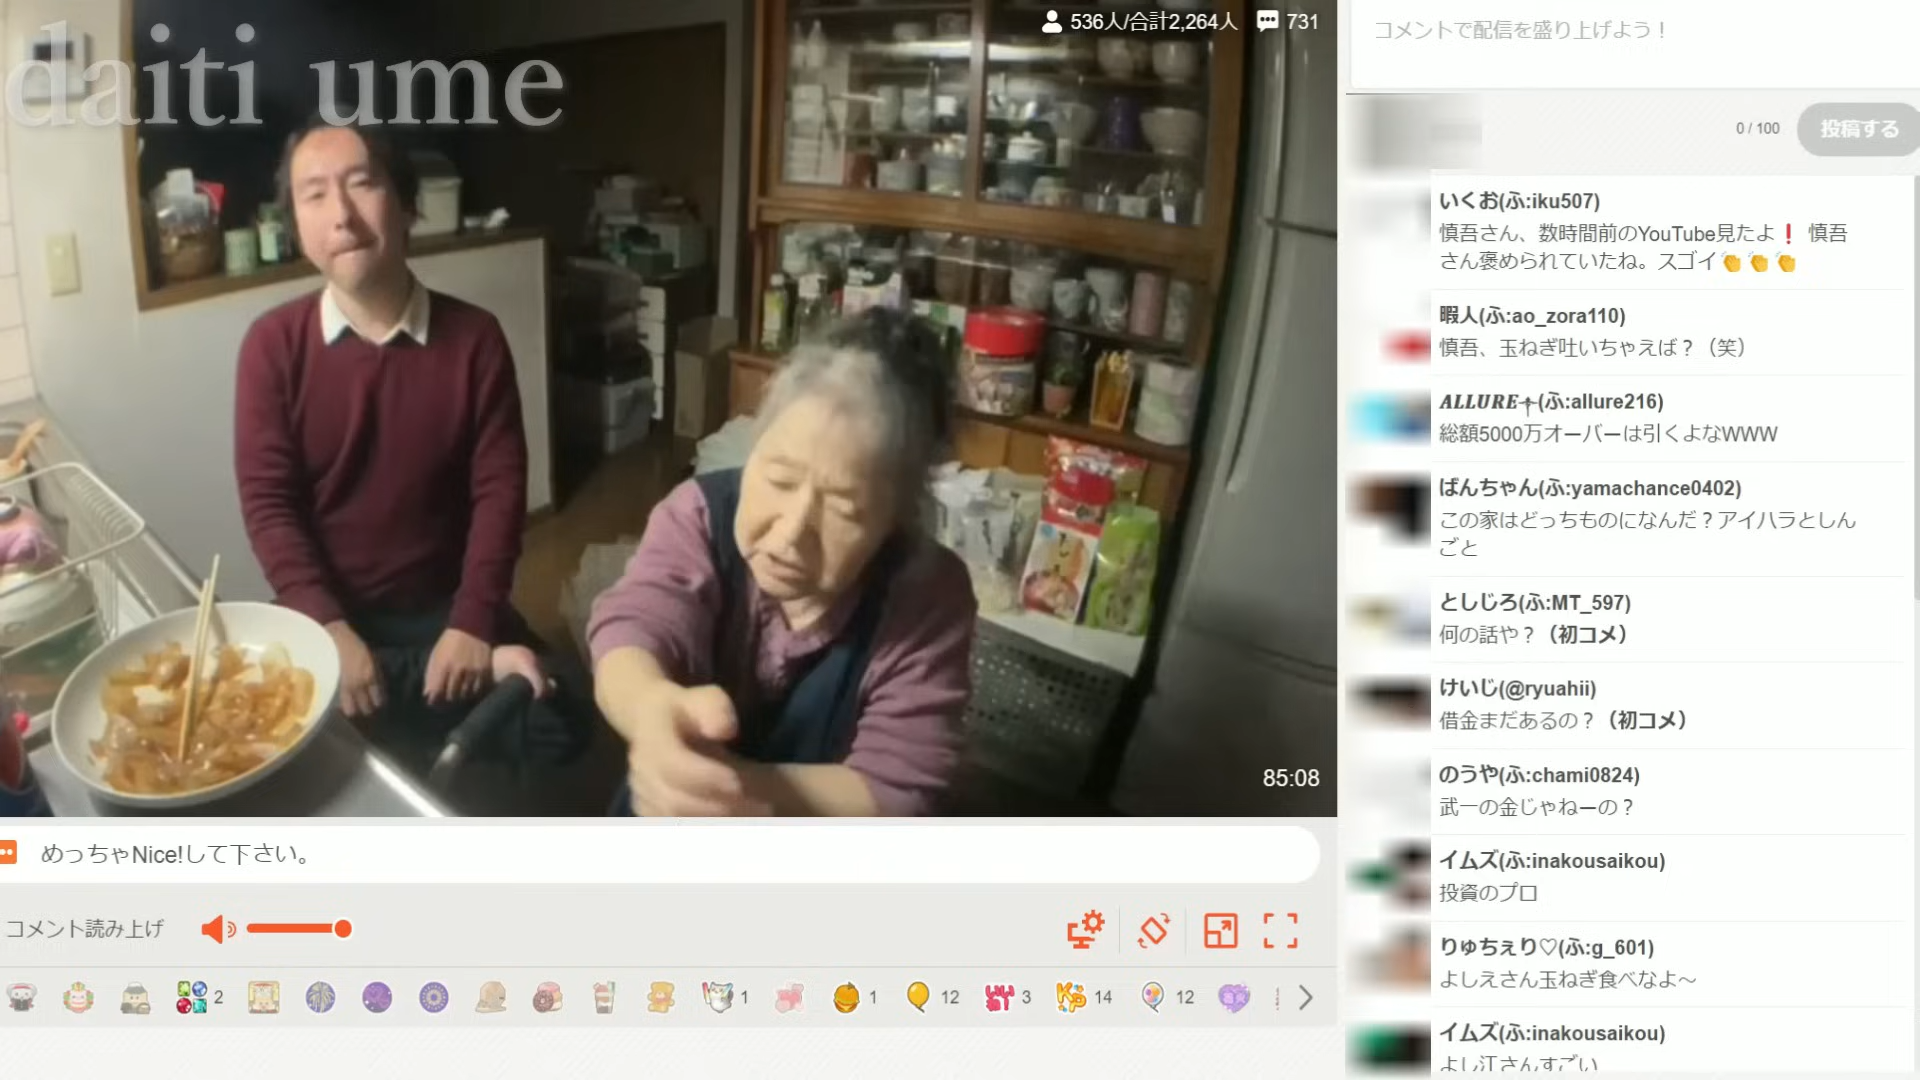 daiti ume
536人/合計2,264人 731
85:08
めっちゃNice!して下さい。
コメント読み上げ
2
1
1
12
3
14
12
コメントで配信を盛り上げよう！
0 / 100
投稿する
いくお(ふ:iku507)
慎吾さん、数時間前のYouTube見たよ❗ 慎吾
さん褒められていたね。スゴイ👏👏👏
暇人(ふ:ao_zora110)
慎吾、玉ねぎ吐いちゃえば？（笑）
ALLURE╋(ふ:allure216)
総額5000万オーバーは引くよなWWW
ばんちゃん(ふ:yamachance0402)
この家はどっちものになんだ？アイハラとしん
ごと
としじろ(ふ:MT_597)
何の話や？（初コメ）
けいじ(@ryuahii)
借金まだあるの？（初コメ）
のうや(ふ:chami0824)
武一の金じゃねーの？
イムズ(ふ:inakousaikou)
投資のプロ
りゅちぇり♡(ふ:g_601)
よしえさん玉ねぎ食べなよ〜
イムズ(ふ:inakousaikou)
よし江さんすごい